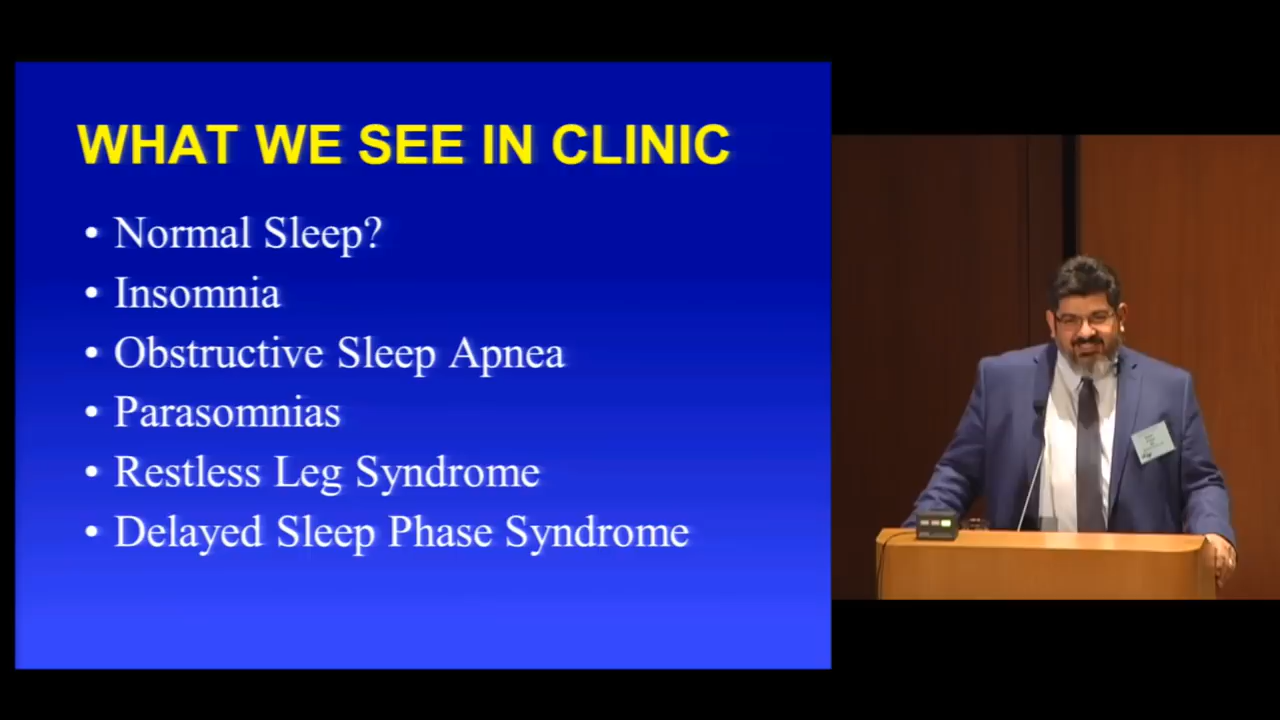 WHAT WE SEE IN CLINIC
• Normal Sleep?
• Insomnia
• Obstructive Sleep Apnea
• Parasomnias
• Restless Leg Syndrome
• Delayed Sleep Phase Syndrome